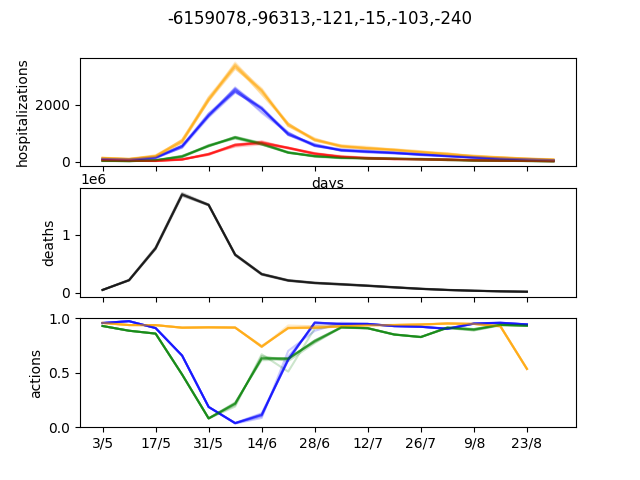 -6159078,-96313,-121,-15,-103,-240
hospitalizations
2000
0
days
1e6
deaths
1
0
actions
1.0
0.5
0.0
3/5 17/5 31/5 14/6 28/6 12/7 26/7 9/8 23/8